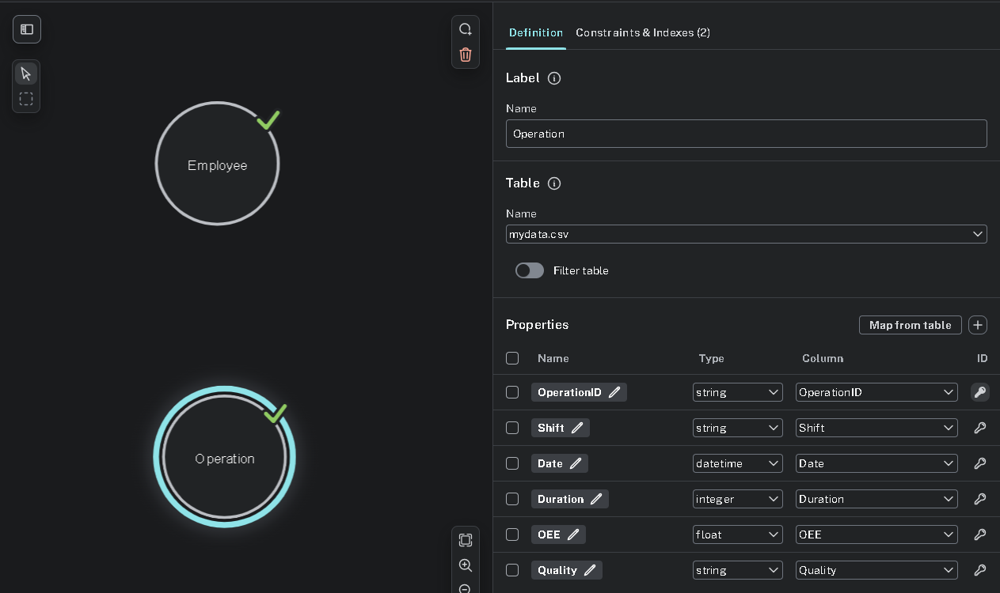 Definition Constraints & Indexes (2)
Label
Name
Operation
Table
Name
mydata.csv
Filter table
Properties Map from table
Name Type Column ID
OperationID string OperationID
Shift string Shift
Date datetime Date
Duration integer Duration
OEE float OEE
Quality string Quality
Employee
Operation